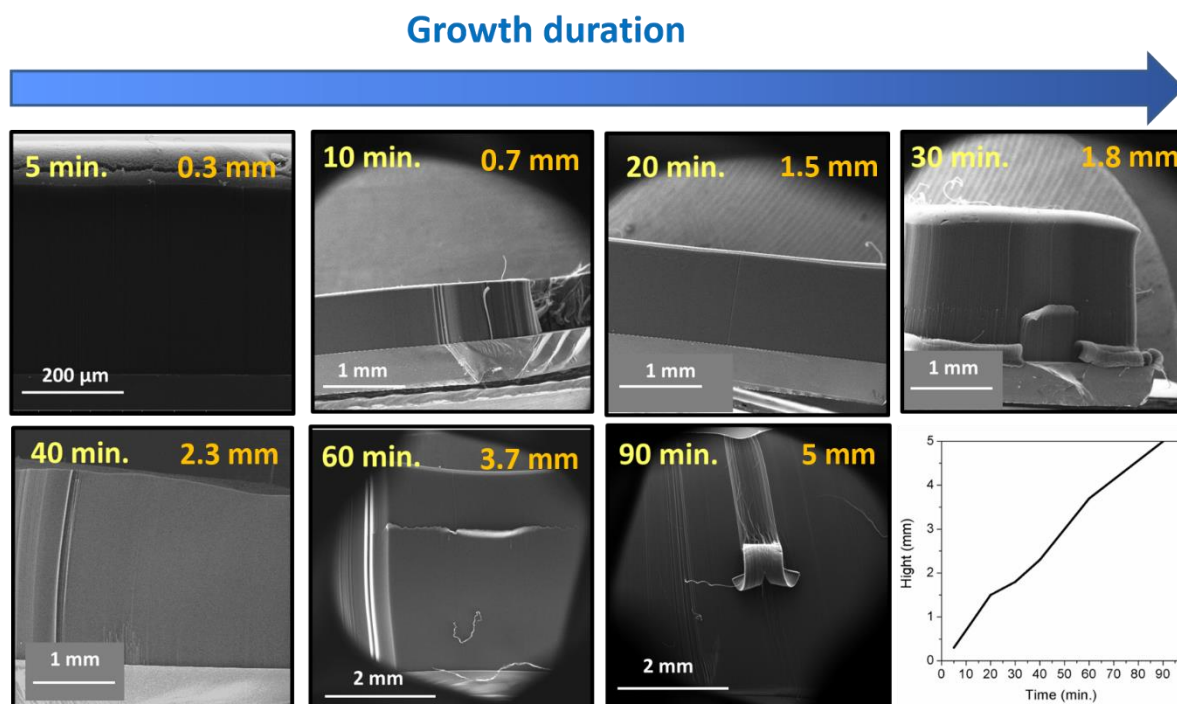 Growth duration
5 min. 0.3 mm
200 µm
10 min. 0.7 mm
1 mm
20 min. 1.5 mm
1 mm
30 min. 1.8 mm
1 mm
40 min. 2.3 mm
1 mm
60 min. 3.7 mm
2 mm
90 min. 5 mm
2 mm
Hight (mm)
5
4
3
2
1
0
0 10 20 30 40 50 60 70 80 90
Time (min.)